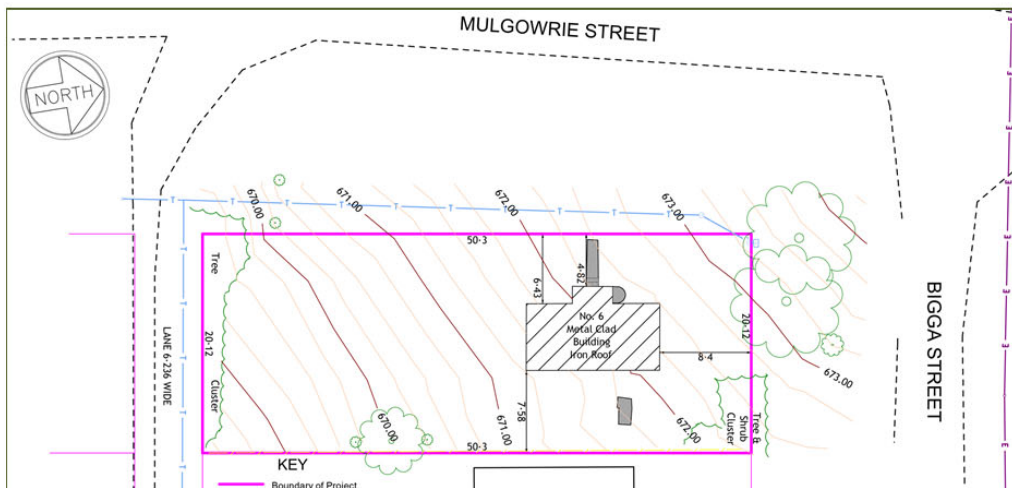 MULGOWRIE STREET
NORTH
670.00
671.00
672.00
673.00
50·3
4·82
6·43
Tree
20·12
Cluster
LANE 6·236 WIDE
No. 6
Metal Clad
Building
Iron Roof
20·12
8·4
673.00
BIGGA STREET
7·58
670.00
671.00
672.00
Tree &
Shrub
Cluster
50·3
KEY
Boundary of Project
T
T
T
T
T
T
T
T
T
T
T
E
E
E
E
E
E
E